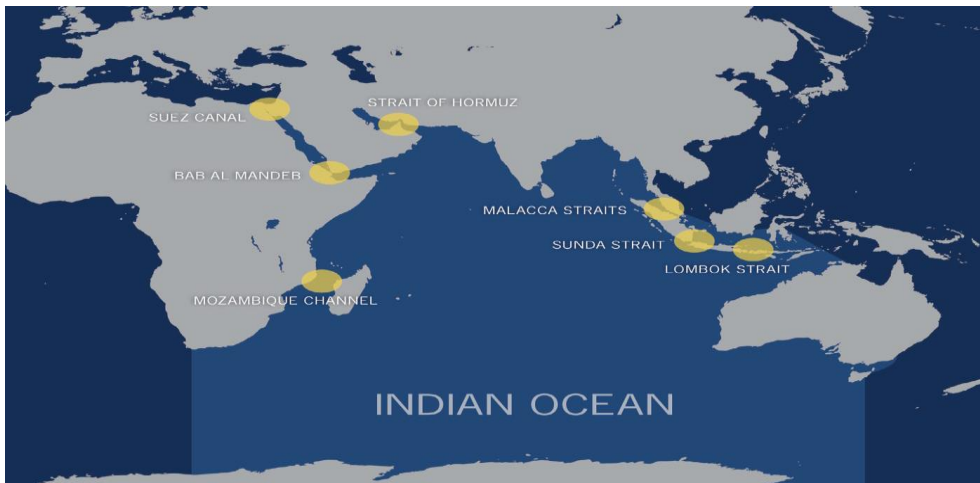 STRAIT OF HORMUZ
SUEZ CANAL
BAB AL MANDEB
MALACCA STRAITS
SUNDA STRAIT
LOMBOK STRAIT
MOZAMBIQUE CHANNEL
INDIAN OCEAN